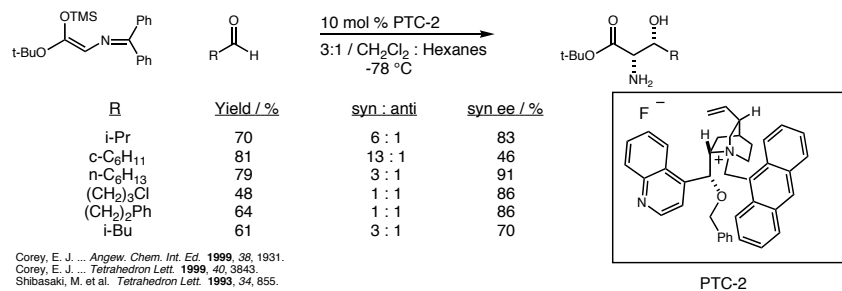 OTMS
t-BuO
N
Ph
Ph
O
R
H
10 mol % PTC-2
3:1 / CH2Cl2 : Hexanes
-78 °C
O
OH
t-BuO
R
NH2
R Yield / % syn : anti syn ee / %
i-Pr 70 6 : 1 83
c-C6H11 81 13 : 1 46
n-C6H13 79 3 : 1 91
(CH2)3Cl 48 1 : 1 86
(CH2)2Ph 64 1 : 1 86
i-Bu 61 3 : 1 70
F −
H
H
N
+
N
O
Ph
PTC-2
Corey, E. J. ... Angew. Chem. Int. Ed. 1999, 38, 1931.
Corey, E. J. ... Tetrahedron Lett. 1999, 40, 3843.
Shibasaki, M. et al. Tetrahedron Lett. 1993, 34, 855.